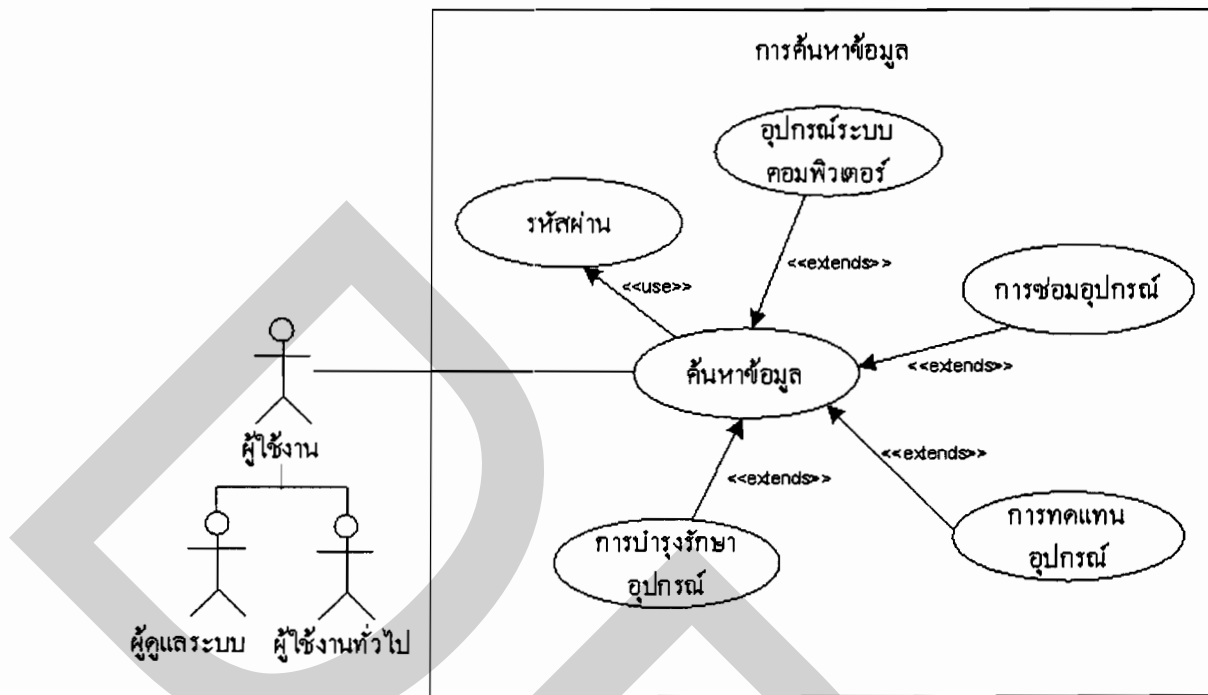 การค้นหาข้อมูล
อุปกรณ์ระบบ
คอมพิวเตอร์
รหัสผ่าน
<<extends>>
<<use>>
การซ่อมอุปกรณ์
ค้นหาข้อมูล
<<extends>>
ผู้ใช้งาน
<<extends>>
<<extends>>
การบำรุงรักษา
อุปกรณ์
การทดแทน
อุปกรณ์
ผู้ดูแลระบบ
ผู้ใช้งานทั่วไป